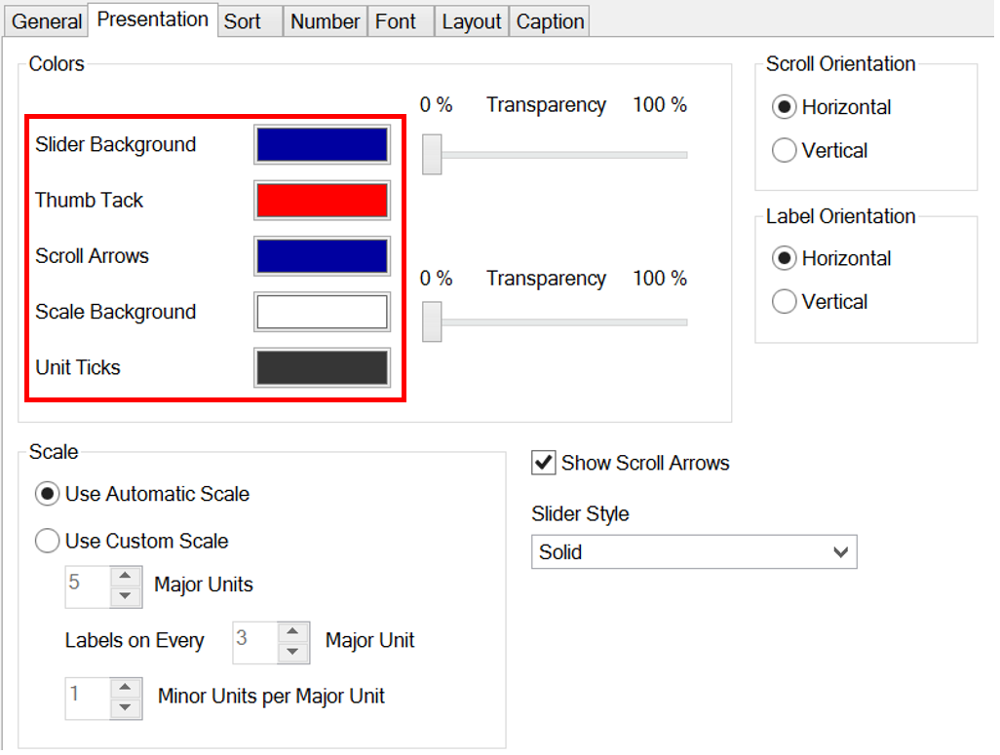 General Presentation Sort Number Font Layout Caption
Colors
0 % Transparency 100 %
Slider Background
Thumb Tack
Scroll Arrows
0 % Transparency 100 %
Scale Background
Unit Ticks
Scroll Orientation
Horizontal
Vertical
Label Orientation
Horizontal
Vertical
Scale
Use Automatic Scale
Use Custom Scale
5 Major Units
Labels on Every 3 Major Unit
1 Minor Units per Major Unit
Show Scroll Arrows
Slider Style
Solid